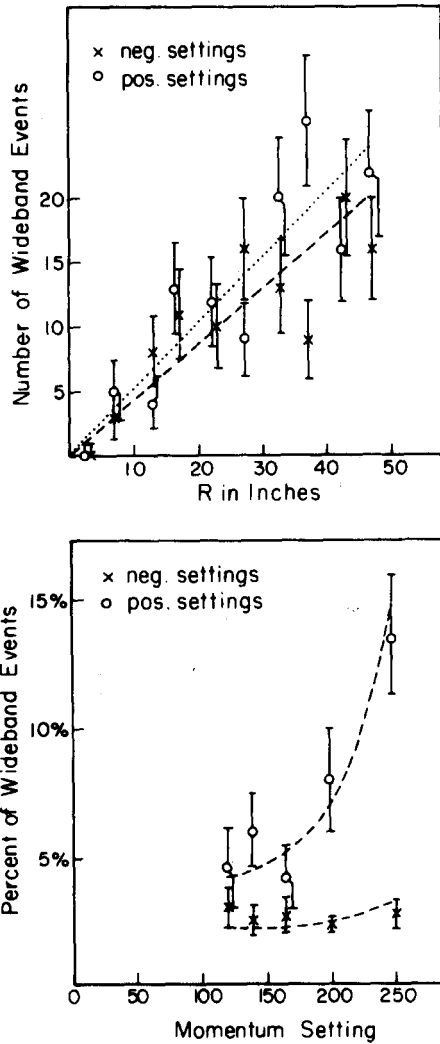 × neg. settings
o pos. settings
Number of Wideband Events
20
15
10
5
10 20 30 40 50
R in Inches
× neg. settings
o pos. settings
Percent of Wideband Events
15%
10%
5%
0 50 100 150 200 250
Momentum Setting